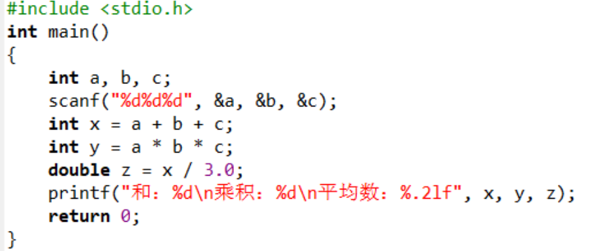 #include <stdio.h>
int main()
{
    int a, b, c;
    scanf("%d%d%d", &a, &b, &c);
    int x = a + b + c;
    int y = a * b * c;
    double z = x / 3.0;
    printf("和：%d\n乘积：%d\n平均数：%.2lf", x, y, z);
    return 0;
}